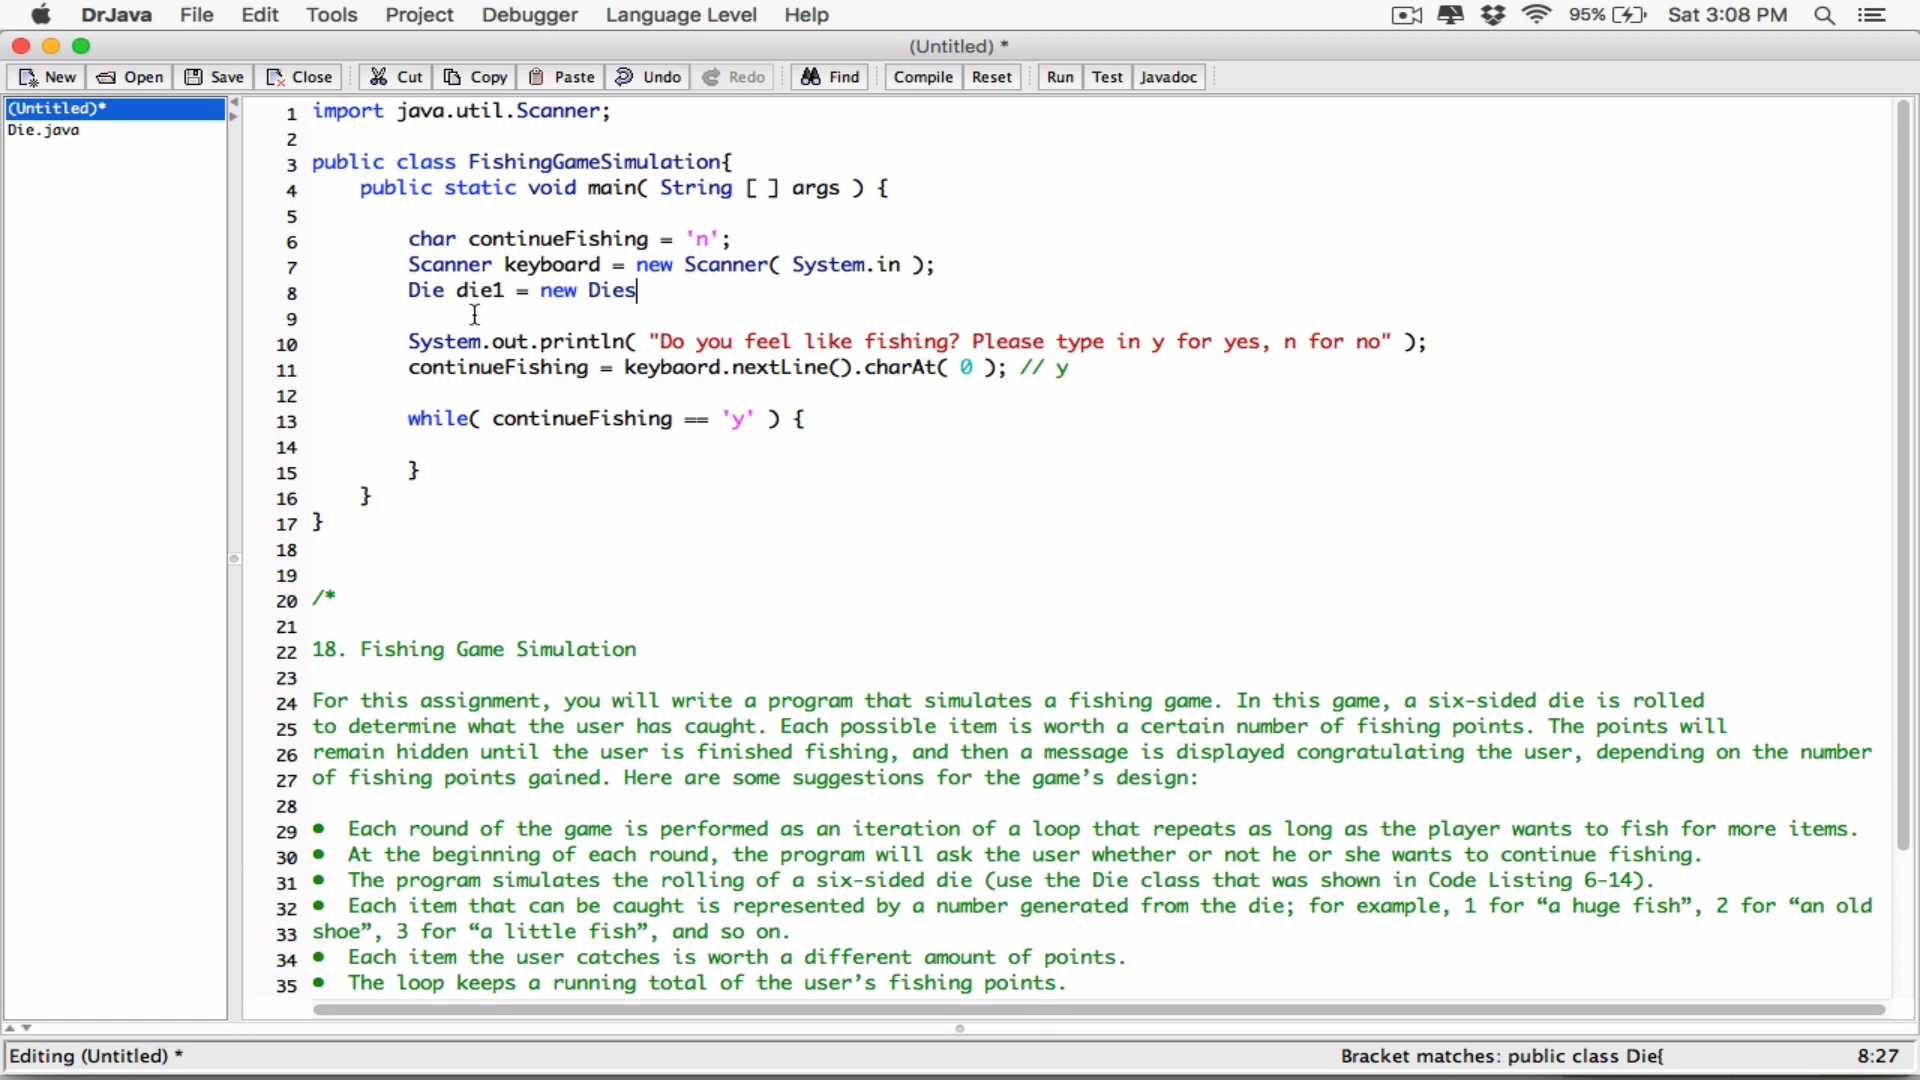 DrJava File Edit Tools Project Debugger Language Level Help 95% Sat 3:08 PM
(Untitled) *
New Open Save Close Cut Copy Paste Undo Redo Find Compile Reset Run Test Javadoc
(Untitled)*
Die.java
1 import java.util.Scanner;
2
3 public class FishingGameSimulation{
4 public static void main( String [ ] args ) {
5
6 char continueFishing = 'n';
7 Scanner keyboard = new Scanner( System.in );
8 Die die1 = new Dies
9
10 System.out.println( "Do you feel like fishing? Please type in y for yes, n for no" );
11 continueFishing = keybaord.nextLine().charAt( 0 ); // y
12
13 while( continueFishing == 'y' ) {
14
15 }
16 }
17 }
18
19
20 /*
21
22 18. Fishing Game Simulation
23
24 For this assignment, you will write a program that simulates a fishing game. In this game, a six-sided die is rolled
25 to determine what the user has caught. Each possible item is worth a certain number of fishing points. The points will
26 remain hidden until the user is finished fishing, and then a message is displayed congratulating the user, depending on the number
27 of fishing points gained. Here are some suggestions for the game’s design:
28
29 • Each round of the game is performed as an iteration of a loop that repeats as long as the player wants to fish for more items.
30 • At the beginning of each round, the program will ask the user whether or not he or she wants to continue fishing.
31 • The program simulates the rolling of a six-sided die (use the Die class that was shown in Code Listing 6-14).
32 • Each item that can be caught is represented by a number generated from the die; for example, 1 for “a huge fish”, 2 for “an old
33 shoe”, 3 for “a little fish”, and so on.
34 • Each item the user catches is worth a different amount of points.
35 • The loop keeps a running total of the user’s fishing points.
Editing (Untitled) * Bracket matches: public class Die{ 8:27